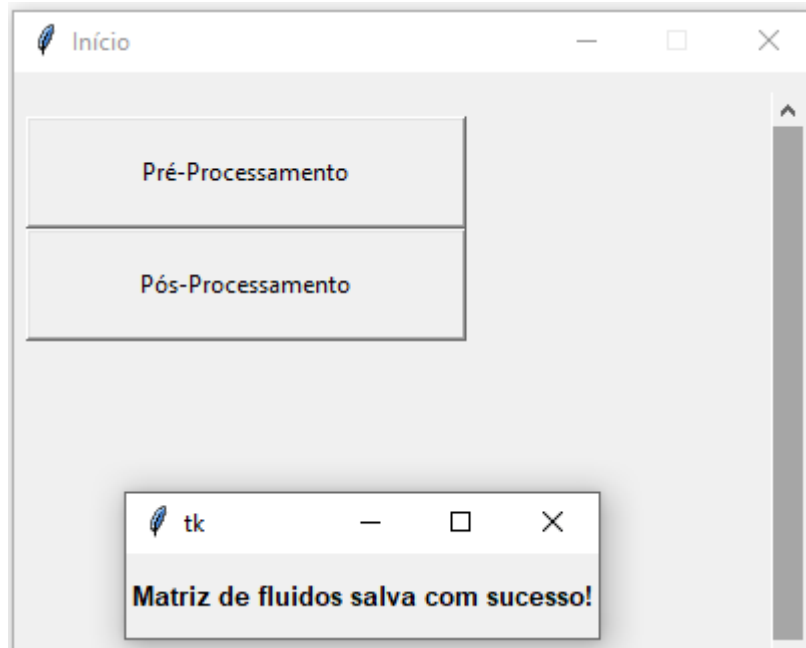 Início
Pré-Processamento
Pós-Processamento
tk
Matriz de fluidos salva com sucesso!